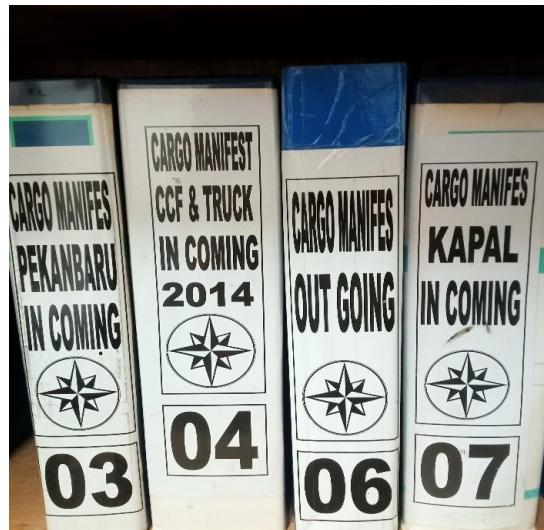 CARGO MANIFES
PEKANBARU
IN COMING
03
CARGO MANIFEST
CCF & TRUCK
IN COMING
2014
04
CARGO MANIFES
OUT GOING
06
CARGO MANIFES
KAPAL
IN COMING
07